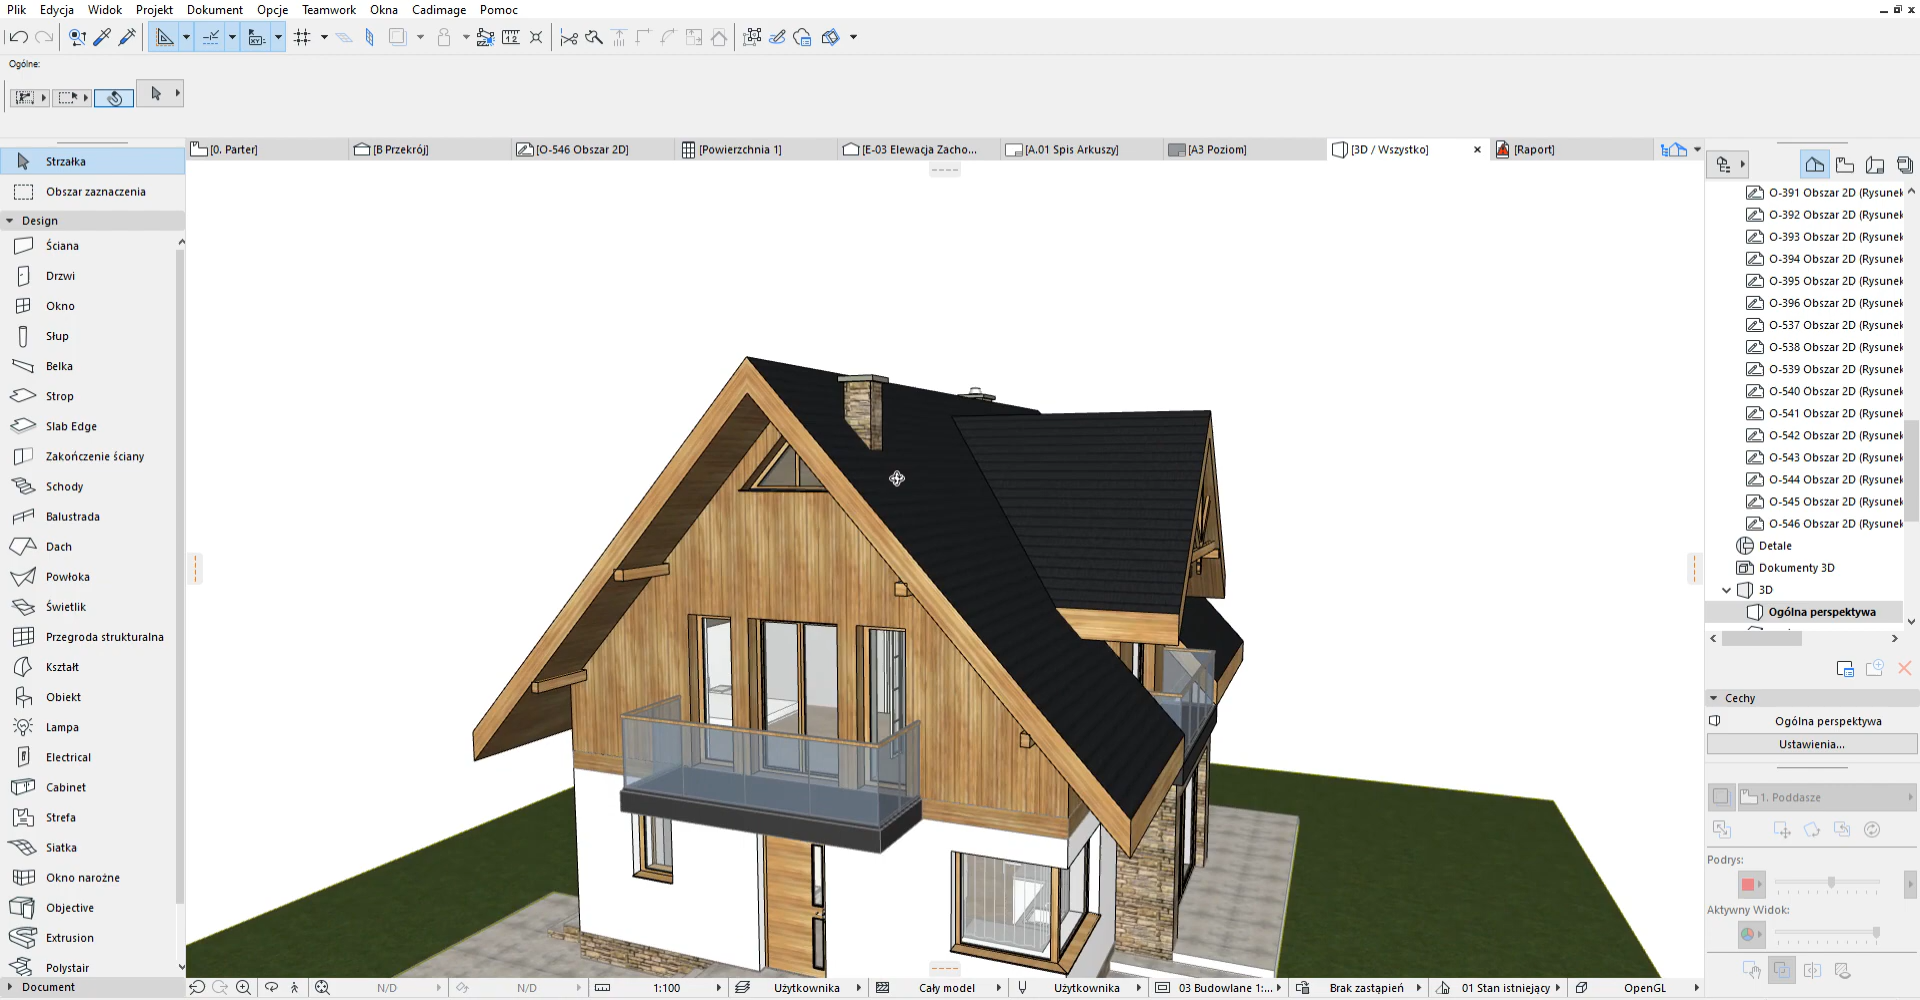 Plik Edycja Widok Projekt Dokument Opcje Teamwork Okna Cadimage Pomoc
Ogólne:
[0. Parter] [B Przekrój] [O-546 Obszar 2D] [Powierzchnia 1] [E-03 Elewacja Zacho... [A.01 Spis Arkuszy] [A3 Poziom] [3D / Wszystko] [Raport]
Strzałka
Obszar zaznaczenia
Design
Ściana
Drzwi
Okno
Słup
Belka
Strop
Slab Edge
Zakończenie ściany
Schody
Balustrada
Dach
Powłoka
Świetlik
Przegroda strukturalna
Kształt
Obiekt
Lampa
Electrical
Cabinet
Strefa
Siatka
Okno narożne
Objective
Extrusion
Polystair
Document
O-391 Obszar 2D (Rysunek
O-392 Obszar 2D (Rysunek
O-393 Obszar 2D (Rysunek
O-394 Obszar 2D (Rysunek
O-395 Obszar 2D (Rysunek
O-396 Obszar 2D (Rysunek
O-537 Obszar 2D (Rysunek
O-538 Obszar 2D (Rysunek
O-539 Obszar 2D (Rysunek
O-540 Obszar 2D (Rysunek
O-541 Obszar 2D (Rysunek
O-542 Obszar 2D (Rysunek
O-543 Obszar 2D (Rysunek
O-544 Obszar 2D (Rysunek
O-545 Obszar 2D (Rysunek
O-546 Obszar 2D (Rysunek
Detale
Dokumenty 3D
3D
Ogólna perspektywa
Cechy
Ogólna perspektywa
Ustawienia...
1. Poddasze
Podrys:
Aktywny Widok:
N/D N/D 1:100 Użytkownika Cały model Użytkownika 03 Budowlane 1:... Brak zastąpień 01 Stan istniejący OpenGL